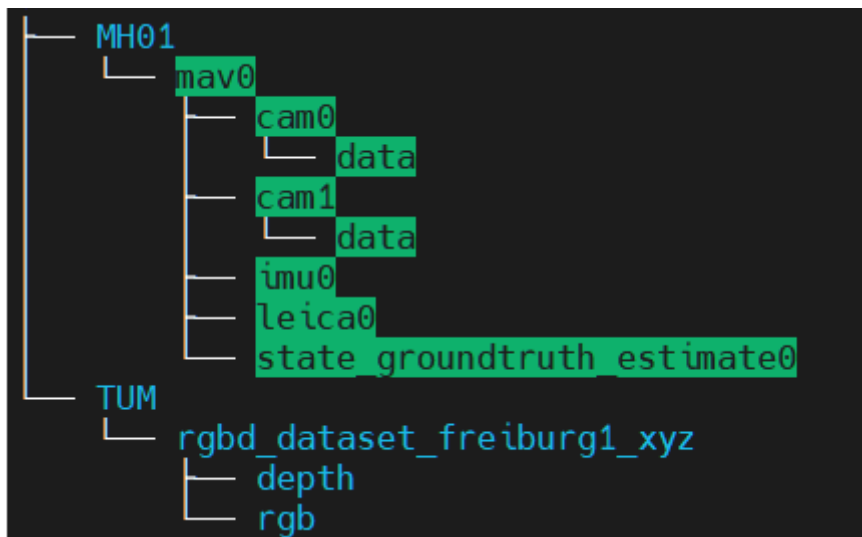 MH01
mav0
cam0
data
cam1
data
imu0
leica0
state_groundtruth_estimate0
TUM
rgbd_dataset_freiburg1_xyz
depth
rgb